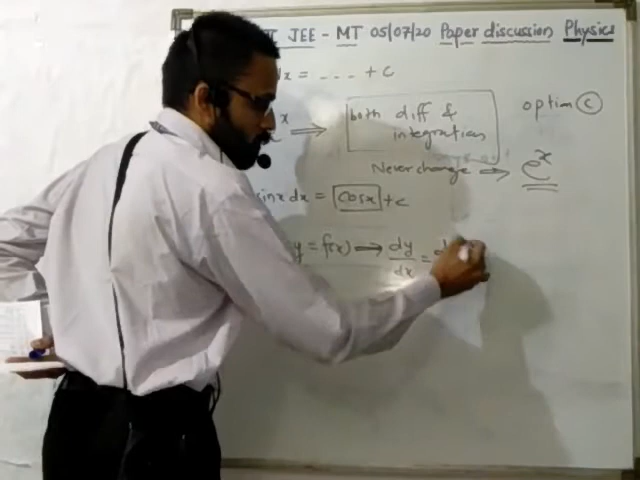 JEE - MT 05/07/20 Paper discussion Physics
dx = --- + c
x ⟹ both diff & integration option (C)
Never change ⟹ e^x
sinx dx = cosx + c
y = f(x) ⟹ dy/dx =